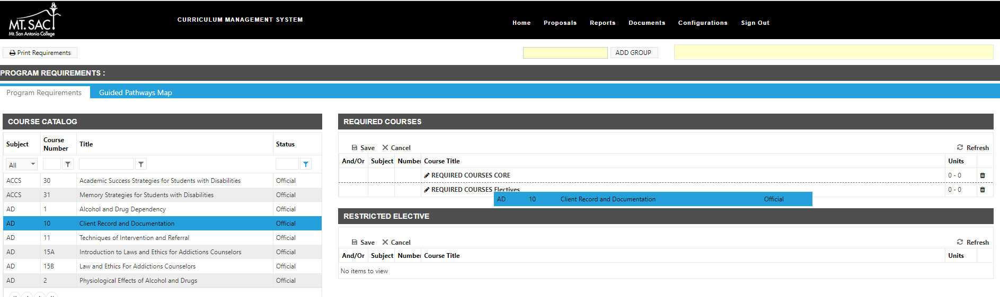 MT. SAC
Mt. San Antonio College
CURRICULUM MANAGEMENT SYSTEM
Home Proposals Reports Documents Configurations Sign Out
Print Requirements
ADD GROUP
PROGRAM REQUIREMENTS :
Program Requirements Guided Pathways Map
COURSE CATALOG
Subject Course Number Title Status
All
ACCS 30 Academic Success Strategies for Students with Disabilities Official
ACCS 31 Memory Strategies for Students with Disabilities Official
AD 1 Alcohol and Drug Dependency Official
AD 10 Client Record and Documentation Official
AD 11 Techniques of Intervention and Referral Official
AD 15A Introduction to Laws and Ethics for Addictions Counselors Official
AD 15B Law and Ethics For Addictions Counselors Official
AD 2 Physiological Effects of Alcohol and Drugs Official
REQUIRED COURSES
Save Cancel Refresh
And/Or Subject Number Course Title Units
REQUIRED COURSES CORE 0 - 0
REQUIRED COURSES Electives 0 - 0
AD 10 Client Record and Documentation Official
RESTRICTED ELECTIVE
Save Cancel Refresh
And/Or Subject Number Course Title Units
No items to view